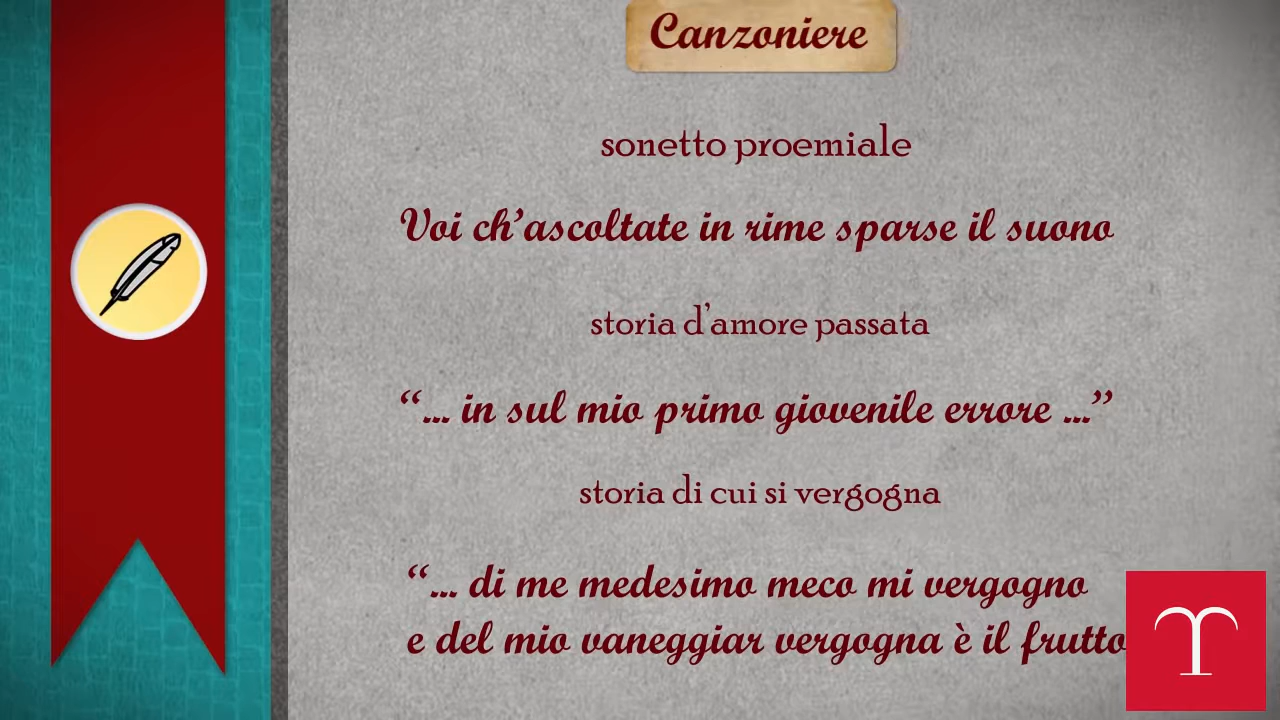 Canzoniere
sonetto proemiale
Voi ch’ascoltate in rime sparse il suono
storia d’amore passata
“... in sul mio primo giovenile errore ...”
storia di cui si vergogna
“... di me medesimo meco mi vergogno
e del mio vaneggiar vergogna è il frutto